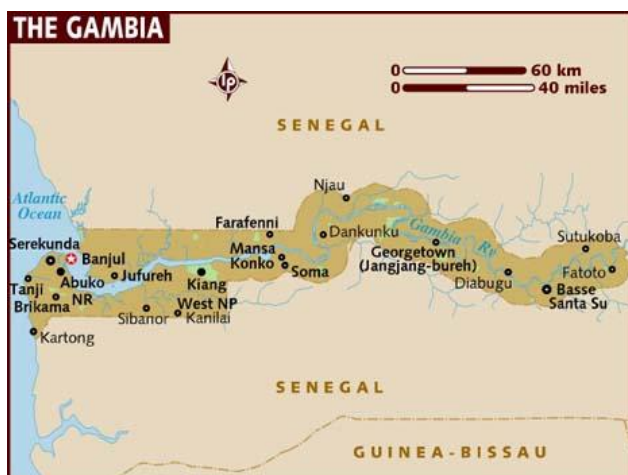 THE GAMBIA
0 60 km
0 40 miles
LP
SENEGAL
Atlantic
Ocean
Njau
Farafenni
Dankunku
Gambia Rv
Sutukoba
Serekunda
Banjul
Mansa
Konko
Georgetown
(Jangjang-bureh)
Soma
Fatoto
Tanji
Abuko
NR
Jufureh
Kiang
West NP
Diabugu
Basse
Santa Su
Brikama
Sibanor
Kanilai
Kartong
SENEGAL
GUINEA-BISSAU